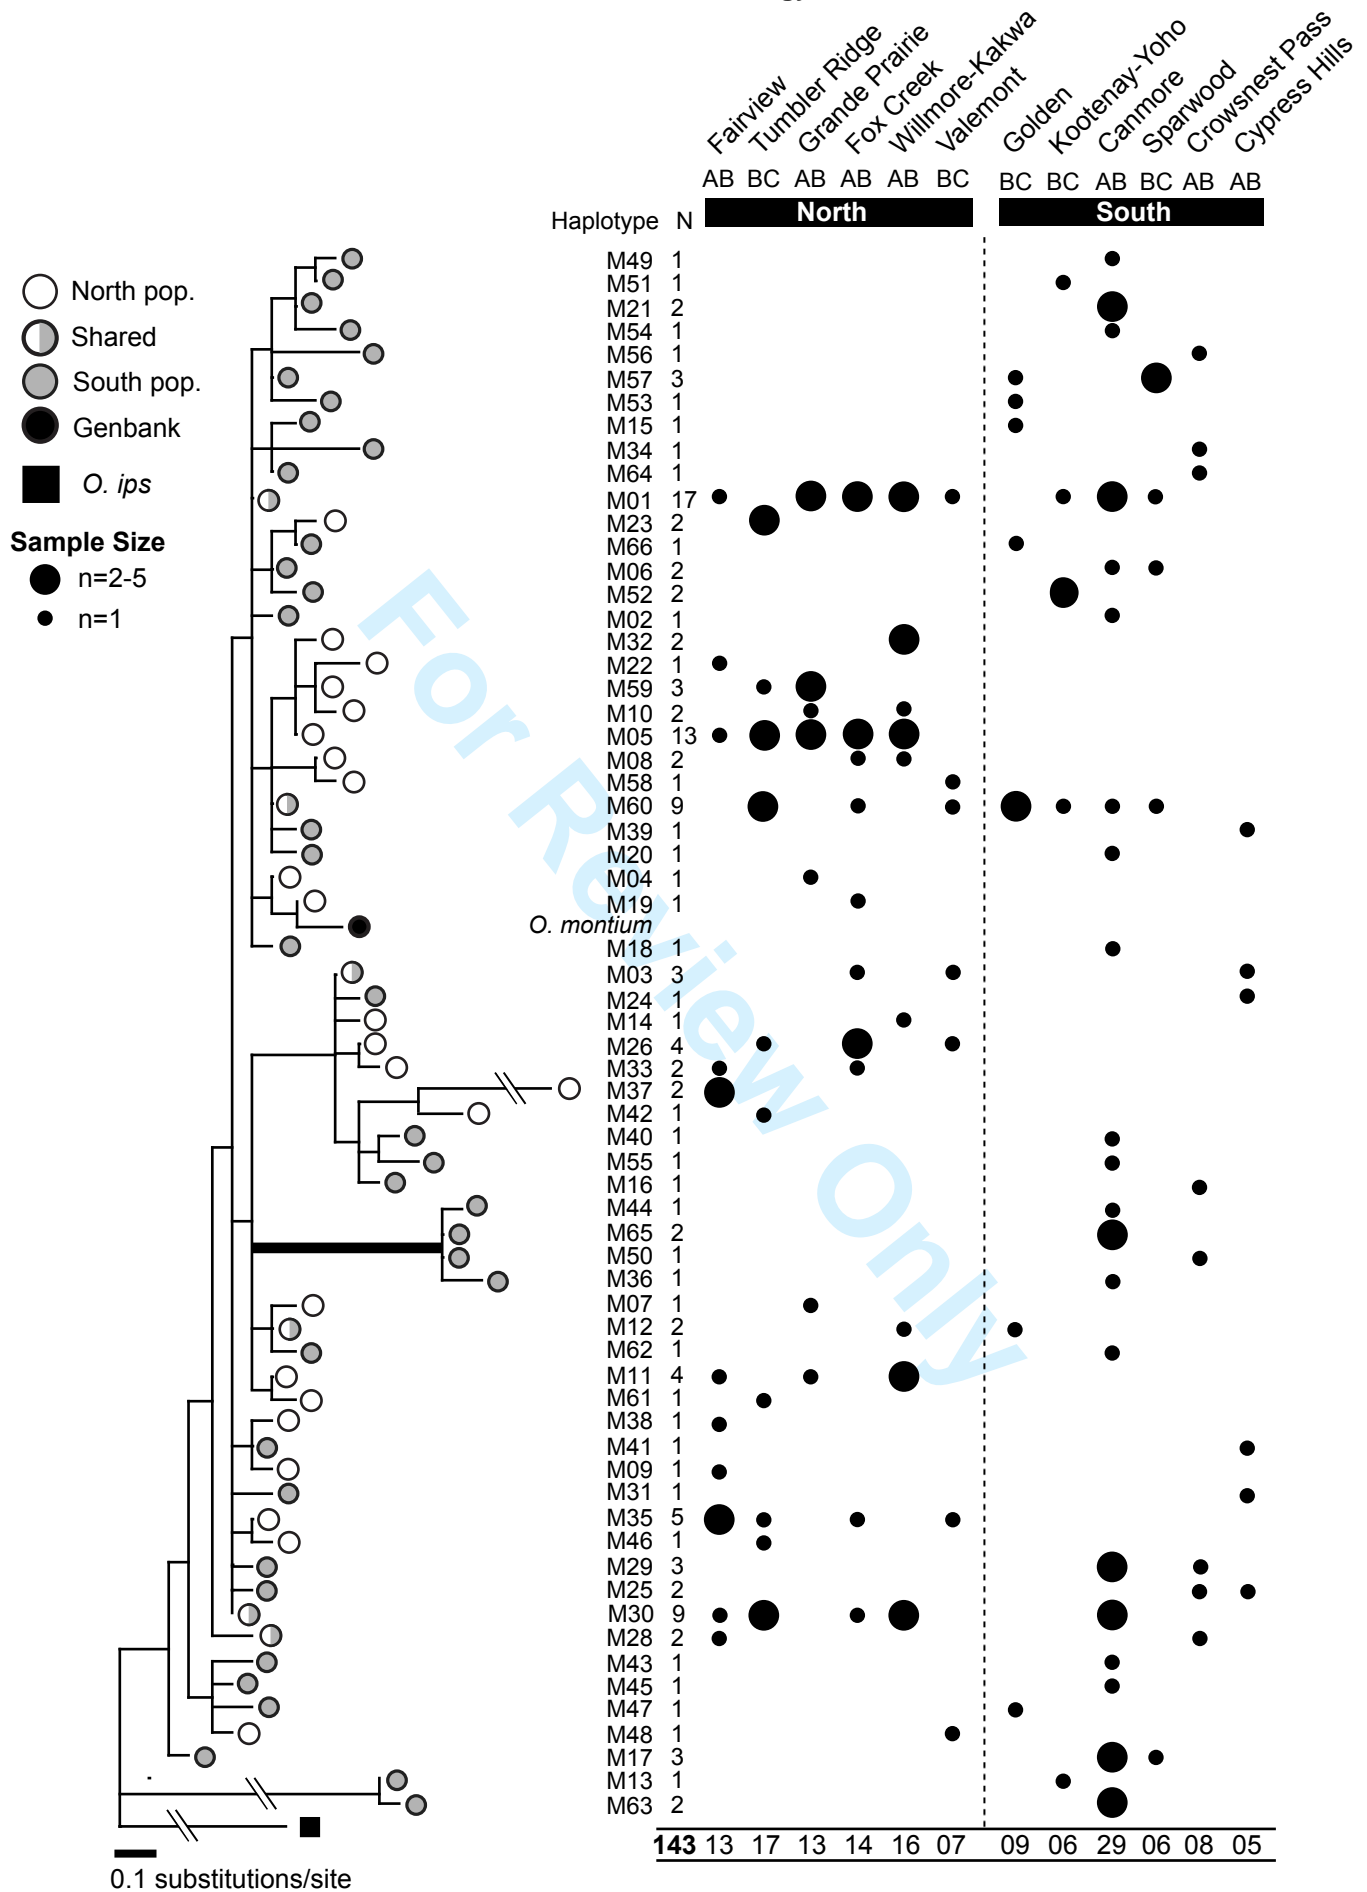 gy
Fairview
Tumbler Ridge
Grande Prairie
Fox Creek
Willmore-Kakwa
Valemont
Golden
Kootenay-Yoho
Canmore
Sparwood
Crowsnest Pass
Cypress Hills
AB BC AB AB AB BC BC BC AB BC AB AB
North South
Haplotype N
North pop.
Shared
South pop.
Genbank
O. ips
Sample Size
n=2-5
n=1
M49 1
M51 1
M21 2
M54 1
M56 1
M57 3
M53 1
M15 1
M34 1
M64 1
M01 17
M23 2
M66 1
M06 2
M52 2
M02 1
M32 2
M22 1
M59 3
M10 2
M05 13
M08 2
M58 1
M60 9
M39 1
M20 1
M04 1
M19 1
O. montium
M18 1
M03 3
M24 1
M14 1
M26 4
M33 2
M37 2
M42 1
M40 1
M55 1
M16 1
M44 1
M65 2
M50 1
M36 1
M07 1
M12 2
M62 1
M11 4
M61 1
M38 1
M41 1
M09 1
M31 1
M35 5
M46 1
M29 3
M25 2
M30 9
M28 2
M43 1
M45 1
M47 1
M48 1
M17 3
M13 1
M63 2
143 13 17 13 14 16 07 09 06 29 06 08 05
0.1 substitutions/site
For Review Only